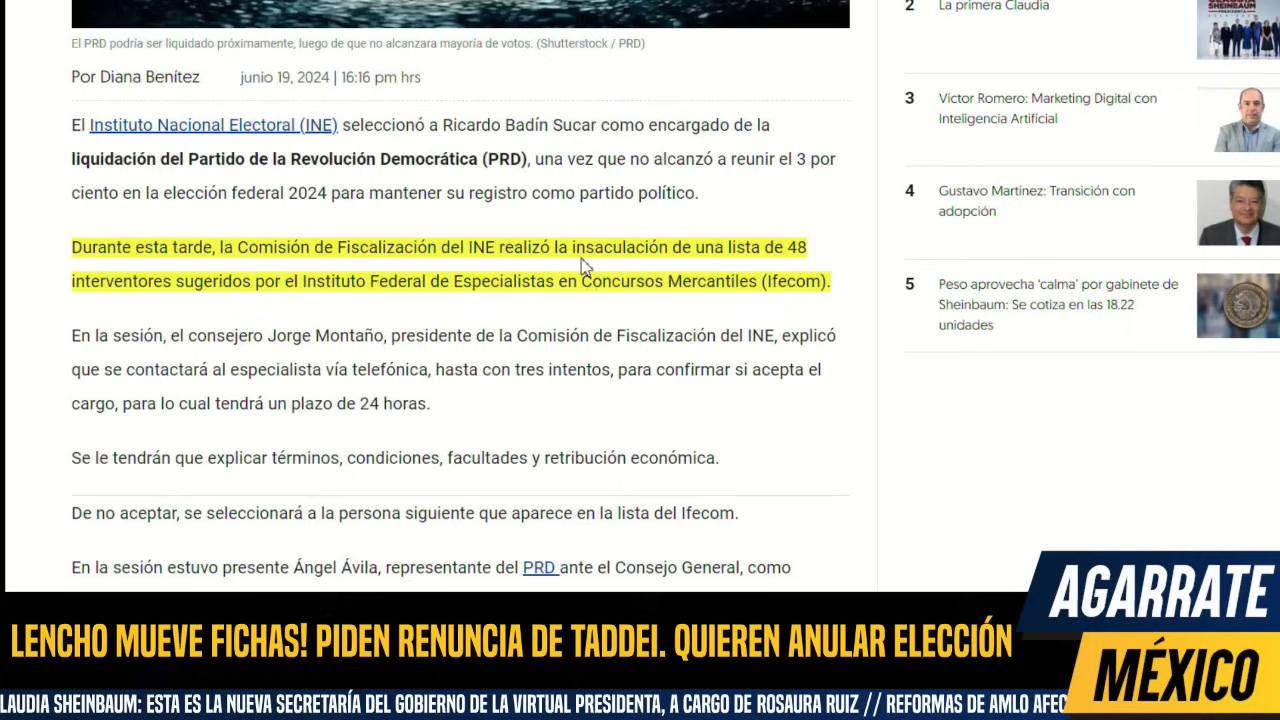 El PRD podría ser liquidado próximamente, luego de que no alcanzara mayoría de votos. (Shutterstock / PRD)
Por Diana Benítez junio 19, 2024 | 16:16 pm hrs
El Instituto Nacional Electoral (INE) seleccionó a Ricardo Badín Sucar como encargado de la
liquidación del Partido de la Revolución Democrática (PRD), una vez que no alcanzó a reunir el 3 por
ciento en la elección federal 2024 para mantener su registro como partido político.
Durante esta tarde, la Comisión de Fiscalización del INE realizó la insaculación de una lista de 48
interventores sugeridos por el Instituto Federal de Especialistas en Concursos Mercantiles (Ifecom).
En la sesión, el consejero Jorge Montaño, presidente de la Comisión de Fiscalización del INE, explicó
que se contactará al especialista vía telefónica, hasta con tres intentos, para confirmar si acepta el
cargo, para lo cual tendrá un plazo de 24 horas.
Se le tendrán que explicar términos, condiciones, facultades y retribución económica.
De no aceptar, se seleccionará a la persona siguiente que aparece en la lista del Ifecom.
En la sesión estuvo presente Ángel Ávila, representante del PRD ante el Consejo General, como
2 La primera Claudia
SHEINBAUM
3 Victor Romero: Marketing Digital con
Inteligencia Artificial
4 Gustavo Martínez: Transición con
adopción
5 Peso aprovecha ‘calma’ por gabinete de
Sheinbaum: Se cotiza en las 18.22
unidades
AGARRATE
MÉXICO
LENCHO MUEVE FICHAS! PIDEN RENUNCIA DE TADDEI. QUIEREN ANULAR ELECCIÓN
LAUDIA SHEINBAUM: ESTA ES LA NUEVA SECRETARÍA DEL GOBIERNO DE LA VIRTUAL PRESIDENTA, A CARGO DE ROSAURA RUIZ // REFORMAS DE AMLO AFEC